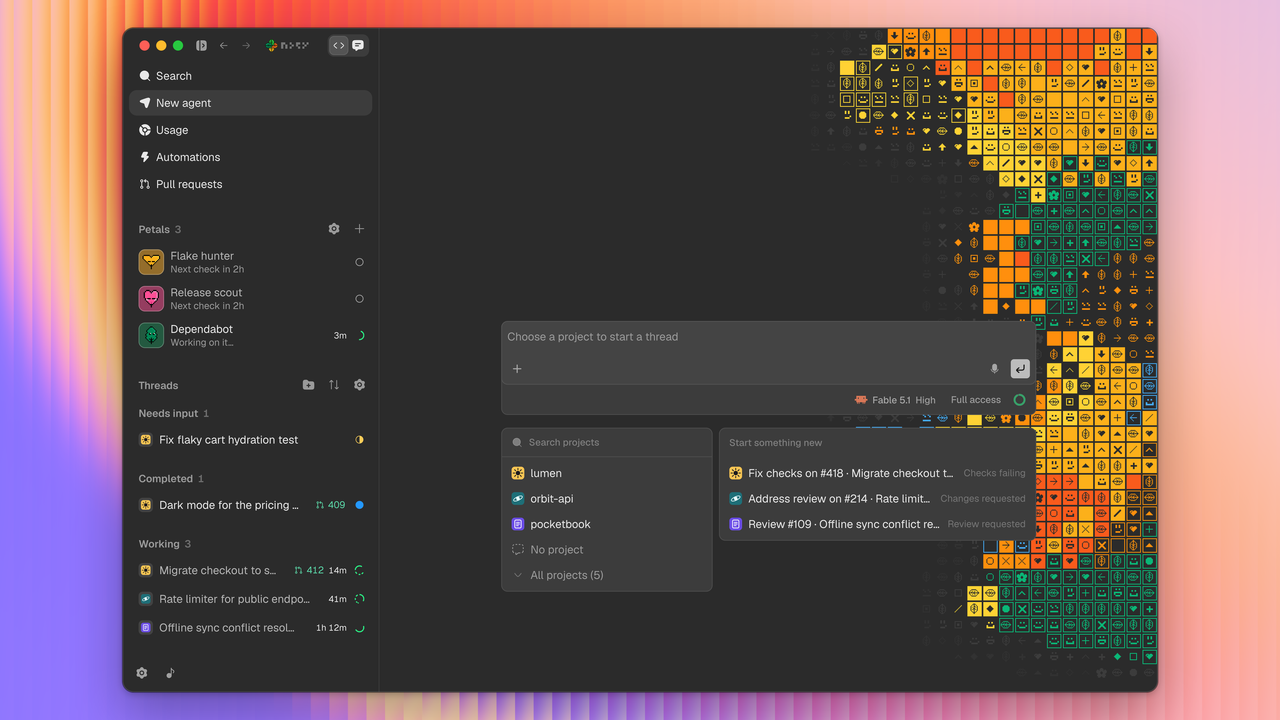 Search
New agent
Usage
Automations
Pull requests
Petals 3
Flake hunter
Next check in 2h
Release scout
Next check in 2h
Dependabot
Working on it...
3m
Threads
Needs input 1
Fix flaky cart hydration test
Completed 1
Dark mode for the pricing ...
409
Working 3
Migrate checkout to s...
412 14m
Rate limiter for public endpo...
41m
Offline sync conflict resol...
1h 12m
Choose a project to start a thread
Fable 5.1 High Full access
Search projects
lumen
orbit-api
pocketbook
No project
All projects (5)
Start something new
Fix checks on #418 · Migrate checkout t... Checks failing
Address review on #214 · Rate limit... Changes requested
Review #109 · Offline sync conflict re... Review requested